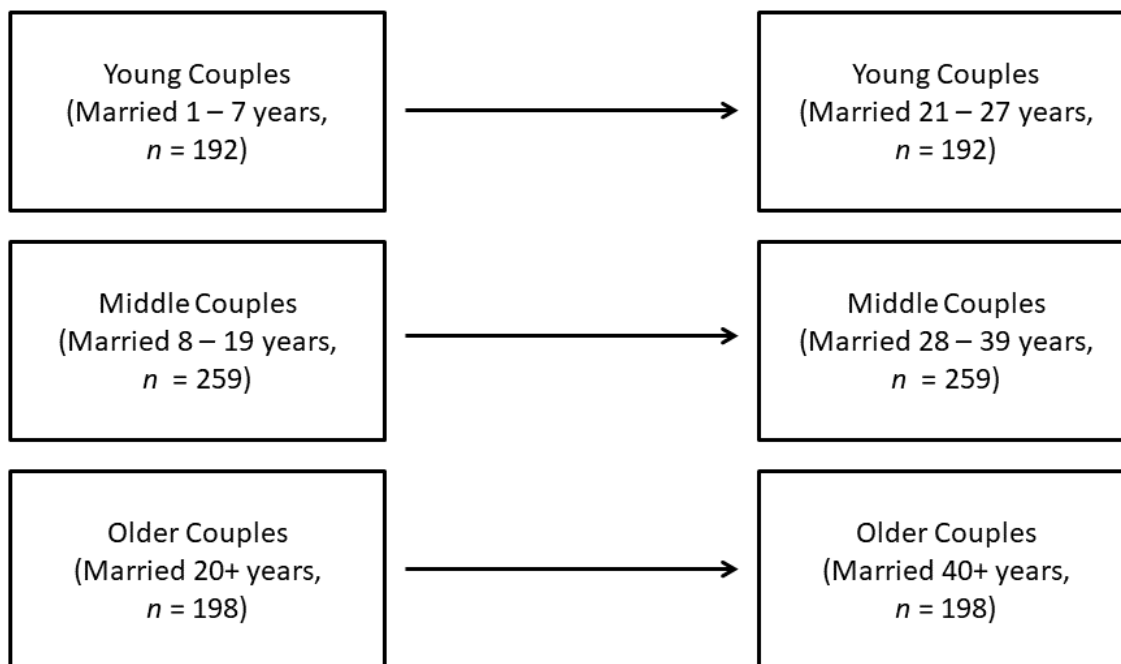 Young Couples
(Married 1 – 7 years,
n = 192)
Young Couples
(Married 21 – 27 years,
n = 192)
Middle Couples
(Married 8 – 19 years,
n = 259)
Middle Couples
(Married 28 – 39 years,
n = 259)
Older Couples
(Married 20+ years,
n = 198)
Older Couples
(Married 40+ years,
n = 198)